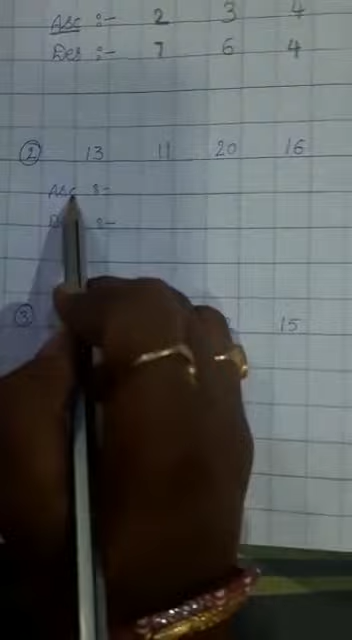 Asc :- 2 3 4
Des :- 7 6 4
② 13 11 20 16
Asc :-
:-
③ 15